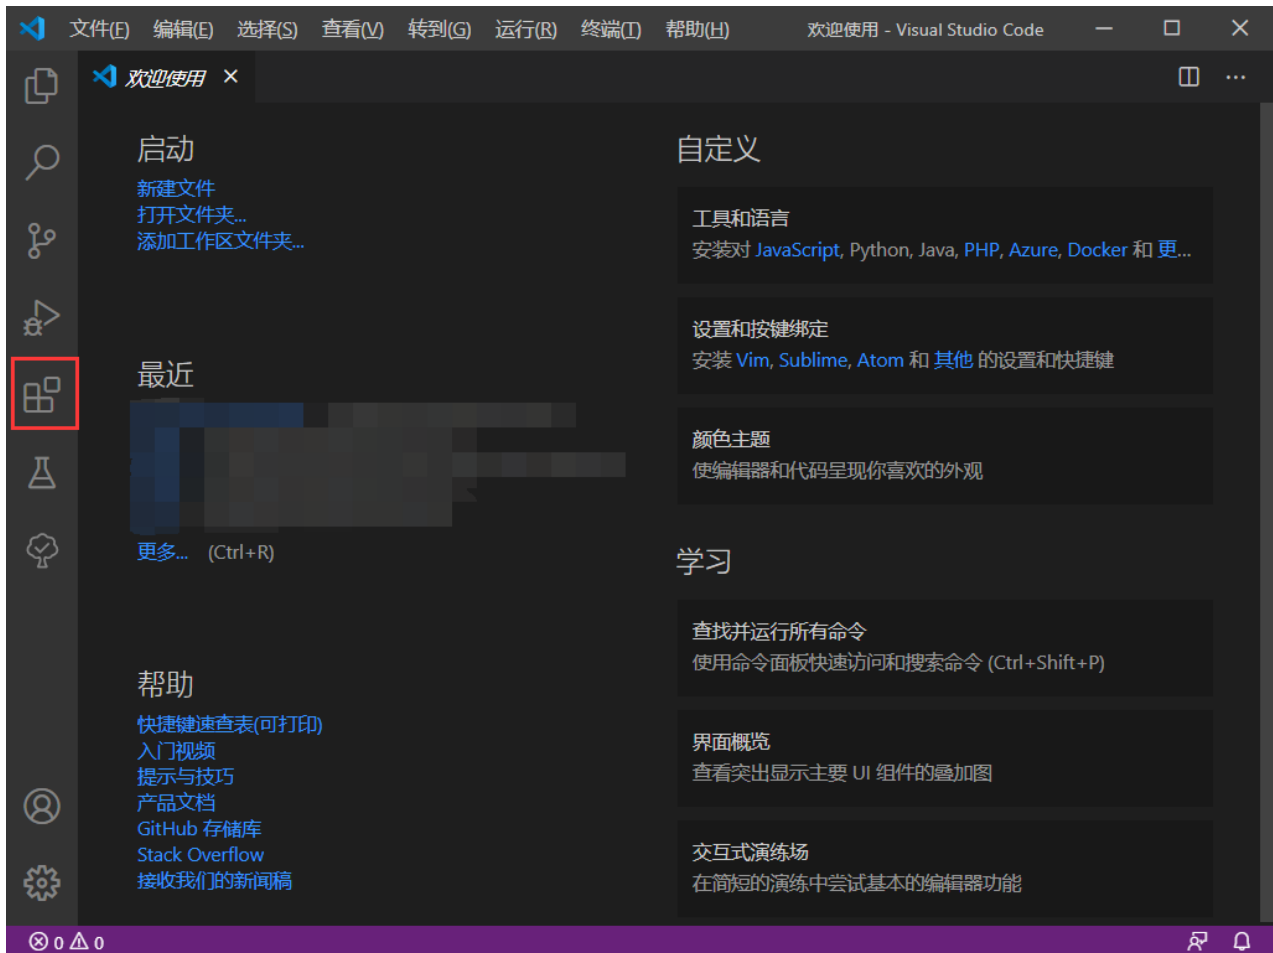 文件(F) 编辑(E) 选择(S) 查看(V) 转到(G) 运行(R) 终端(T) 帮助(H) 欢迎使用 - Visual Studio Code
欢迎使用
启动
新建文件
打开文件夹...
添加工作区文件夹...
最近
更多... (Ctrl+R)
帮助
快捷键速查表(可打印)
入门视频
提示与技巧
产品文档
GitHub 存储库
Stack Overflow
接收我们的新闻稿
自定义
工具和语言
安装对 JavaScript, Python, Java, PHP, Azure, Docker 和 更...
设置和按键绑定
安装 Vim, Sublime, Atom 和 其他 的设置和快捷键
颜色主题
使编辑器和代码呈现你喜欢的外观
学习
查找并运行所有命令
使用命令面板快速访问和搜索命令 (Ctrl+Shift+P)
界面概览
查看突出显示主要 UI 组件的叠加图
交互式演练场
在简短的演练中尝试基本的编辑器功能
0 0